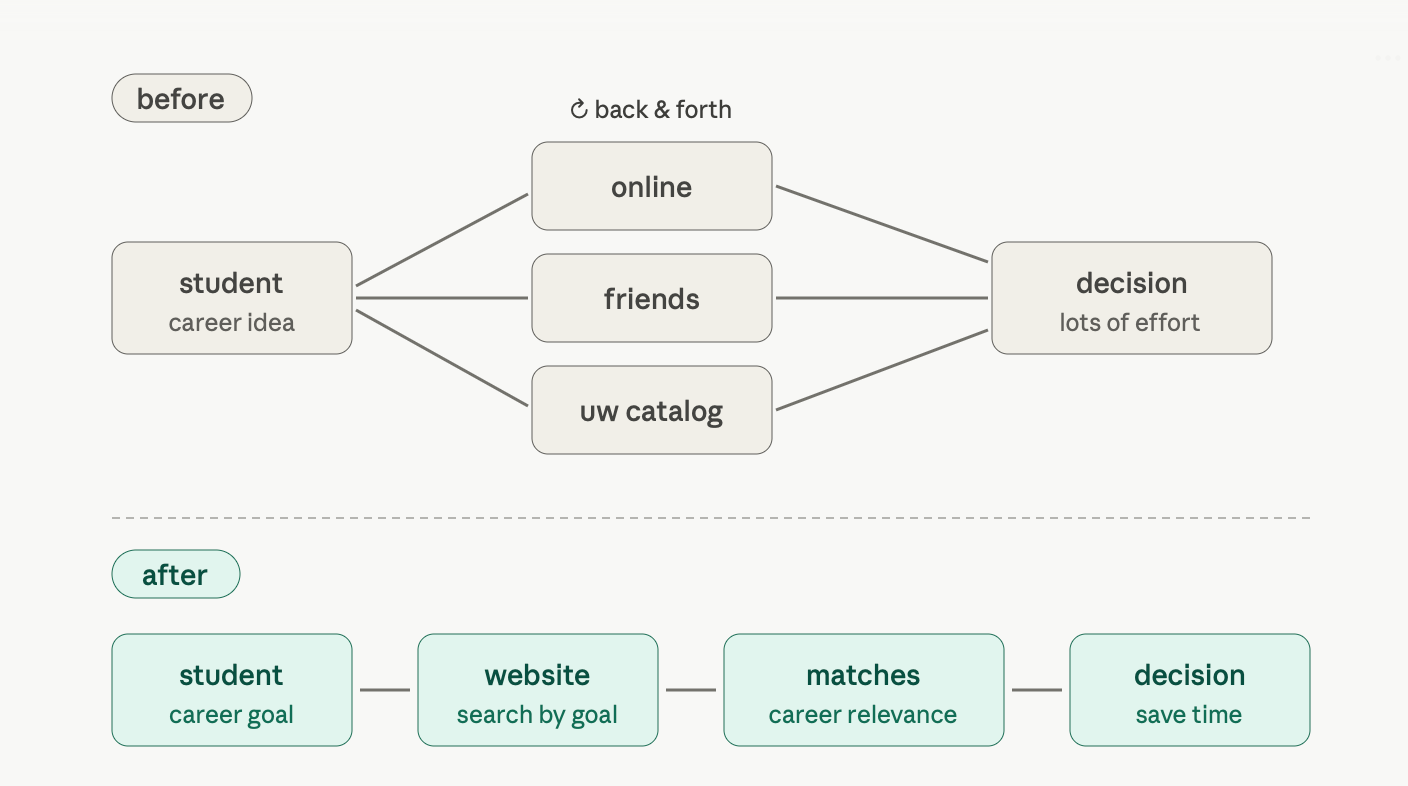 before
↻ back & forth
online
student
career idea
friends
decision
lots of effort
uw catalog
after
student
career goal
website
search by goal
matches
career relevance
decision
save time